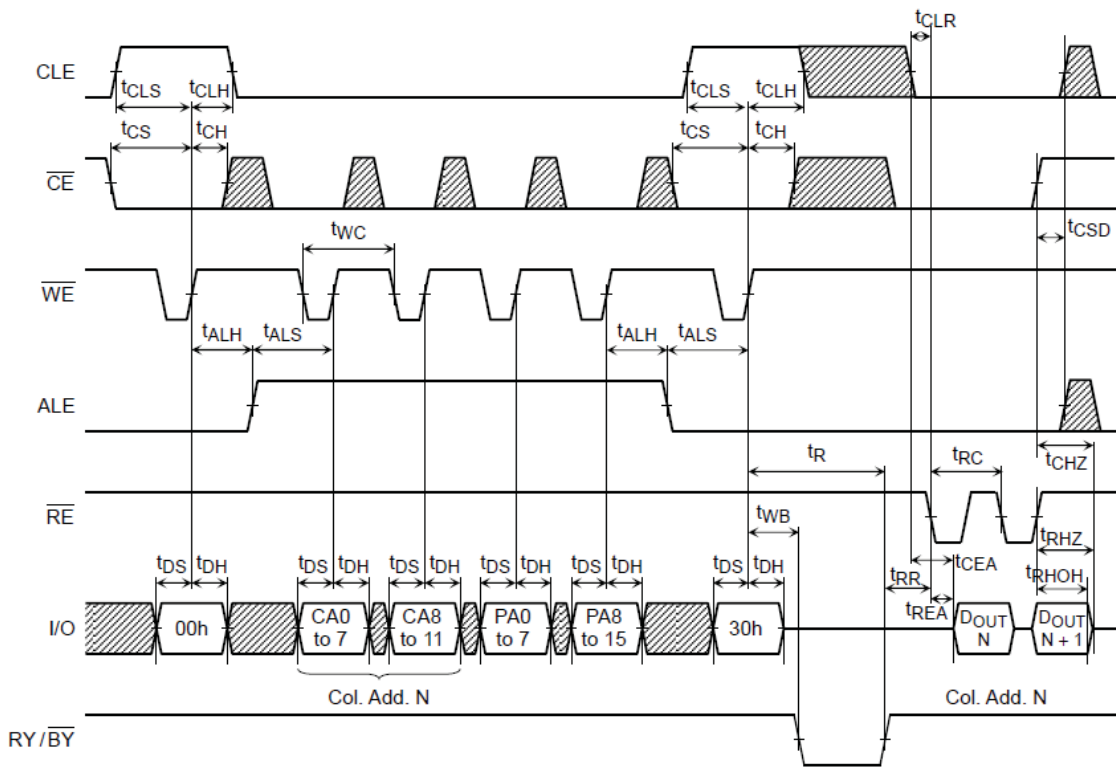 tCLR
CLE
tCLS tCLH tCLS tCLH
tCS tCH tCS tCH
CE
tCSD
tWC
WE
tALH tALS tALH tALS
ALE
tR tRC tCHZ
RE
tWB tRHZ
tDS tDH tDS tDH tDS tDH tDS tDH tDS tDH tDS tDH tCEA
tRR tRHOH
tREA
I/O 00h CA0 to 7 CA8 to 11 PA0 to 7 PA8 to 15 30h DOUT N DOUT N + 1
Col. Add. N Col. Add. N
RY / BY